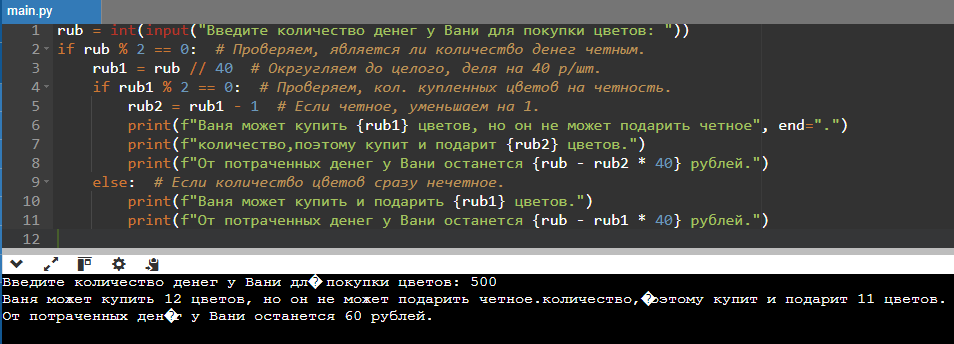 main.py
1 rub = int(input("Введите количество денег у Вани для покупки цветов: "))
2 if rub % 2 == 0:  # Проверяем, является ли количество денег четным.
3     rub1 = rub // 40  # Окргугляем до целого, деля на 40 р/шт.
4     if rub1 % 2 == 0:  # Проверяем, кол. купленных цветов на четность.
5         rub2 = rub1 - 1  # Если четное, уменьшаем на 1.
6         print(f"Ваня может купить {rub1} цветов, но он не может подарить четное", end=".")
7         print(f"количество,поэтому купит и подарит {rub2} цветов.")
8         print(f"От потраченных денег у Вани останется {rub - rub2 * 40} рублей.")
9     else:  # Если количество цветов сразу нечетное.
10         print(f"Ваня может купить и подарить {rub1} цветов.")
11         print(f"От потраченных денег у Вани останется {rub - rub1 * 40} рублей.")
12
Введите количество денег у Вани дл� покупки цветов: 500
Ваня может купить 12 цветов, но он не может подарить четное.количество,�оэтому купит и подарит 11 цветов.
От потраченных ден�г у Вани останется 60 рублей.